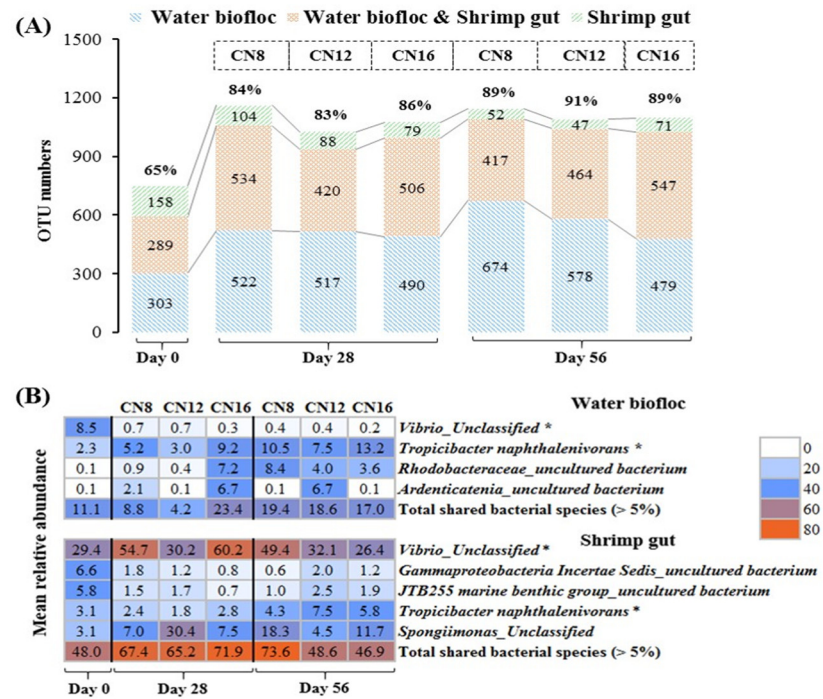 Water biofloc Water biofloc & Shrimp gut Shrimp gut
(A)
1500
1200
900
600
300
0
OTU numbers
CN8 CN12 CN16 CN8 CN12 CN16
65% 84% 83% 86% 89% 91% 89%
158 104 88 79 52 47 71
289 534 420 506 417 464 547
303 522 517 490 674 578 479
Day 0 Day 28 Day 56
(B)
CN8 CN12 CN16 CN8 CN12 CN16 Water biofloc
8.5 0.7 0.7 0.3 0.4 0.4 0.2 Vibrio_Unclassified *
2.3 5.2 3.0 9.2 10.5 7.5 13.2 Tropicibacter naphthalenivorans *
0.1 0.9 0.4 7.2 8.4 4.0 3.6 Rhodobacteraceae_uncultured bacterium
0.1 2.1 0.1 6.7 0.1 6.7 0.1 Ardenticatenia_uncultured bacterium
11.1 8.8 4.2 23.4 19.4 18.6 17.0 Total shared bacterial species (> 5%)
Shrimp gut
29.4 54.7 30.2 60.2 49.4 32.1 26.4 Vibrio_Unclassified *
6.6 1.8 1.2 0.8 0.6 2.0 1.2 Gammaproteobacteria Incertae Sedis_uncultured bacterium
5.8 1.5 1.7 0.7 1.0 2.5 1.9 JTB255 marine benthic group_uncultured bacterium
3.1 2.4 1.8 2.8 4.3 7.5 5.8 Tropicibacter naphthalenivorans *
3.1 7.0 30.4 7.5 18.3 4.5 11.7 Spongiimonas_Unclassified
48.0 67.4 65.2 71.9 73.6 48.6 46.9 Total shared bacterial species (> 5%)
Day 0 Day 28 Day 56
Mean relative abundance
0
20
40
60
80